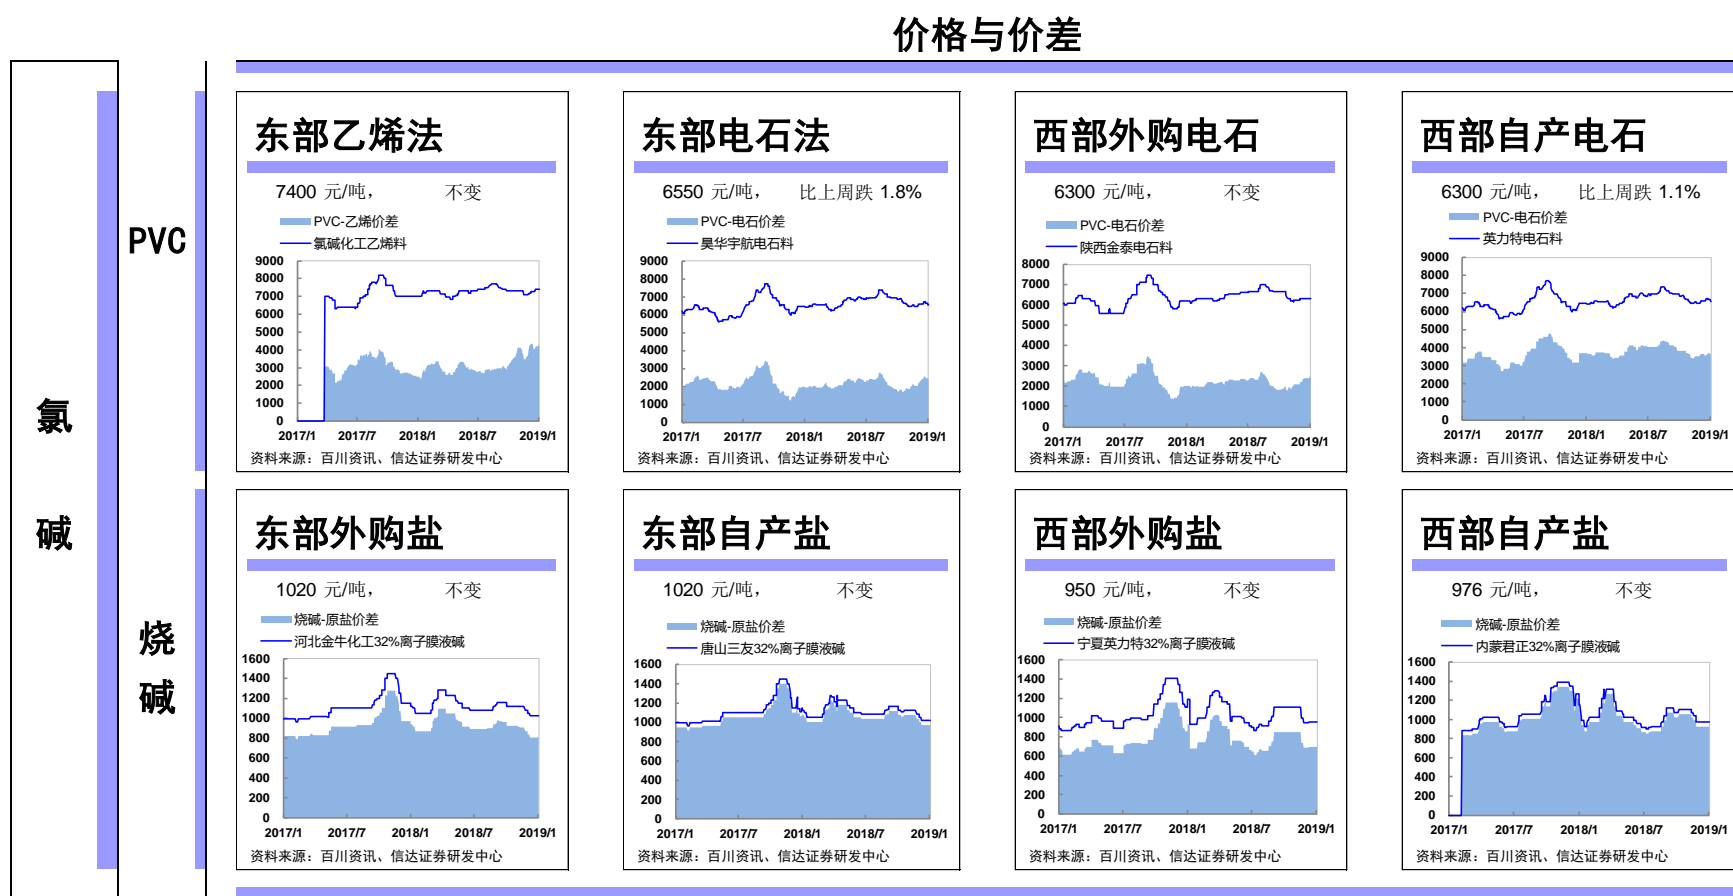 价格与价差
氯
碱
PVC
东部乙烯法
7400 元/吨， 不变
PVC-乙烯价差
氯碱化工乙烯料
9000
8000
7000
6000
5000
4000
3000
2000
1000
0
2017/1 2017/7 2018/1 2018/7 2019/1
资料来源：百川资讯、信达证券研发中心
东部电石法
6550 元/吨， 比上周跌 1.8%
PVC-电石价差
昊华宇航电石料
9000
8000
7000
6000
5000
4000
3000
2000
1000
0
2017/1 2017/7 2018/1 2018/7 2019/1
资料来源：百川资讯、信达证券研发中心
西部外购电石
6300 元/吨， 不变
PVC-电石价差
陕西金泰电石料
8000
7000
6000
5000
4000
3000
2000
1000
0
2017/1 2017/7 2018/1 2018/7 2019/1
资料来源：百川资讯、信达证券研发中心
西部自产电石
6300 元/吨， 比上周跌 1.1%
PVC-电石价差
英力特电石料
9000
8000
7000
6000
5000
4000
3000
2000
1000
0
2017/1 2017/7 2018/1 2018/7 2019/1
资料来源：百川资讯、信达证券研发中心
烧
碱
东部外购盐
1020 元/吨， 不变
烧碱-原盐价差
河北金牛化工32%离子膜液碱
1600
1400
1200
1000
800
600
400
200
0
2017/1 2017/7 2018/1 2018/7 2019/1
资料来源：百川资讯、信达证券研发中心
东部自产盐
1020 元/吨， 不变
烧碱-原盐价差
唐山三友32%离子膜液碱
1600
1400
1200
1000
800
600
400
200
0
2017/1 2017/7 2018/1 2018/7 2019/1
资料来源：百川资讯、信达证券研发中心
西部外购盐
950 元/吨， 不变
烧碱-原盐价差
宁夏英力特32%离子膜液碱
1600
1400
1200
1000
800
600
400
200
0
2017/1 2017/7 2018/1 2018/7 2019/1
资料来源：百川资讯、信达证券研发中心
西部自产盐
976 元/吨， 不变
烧碱-原盐价差
内蒙君正32%离子膜液碱
1600
1400
1200
1000
800
600
400
200
0
2017/1 2017/7 2018/1 2018/7 2019/1
资料来源：百川资讯、信达证券研发中心